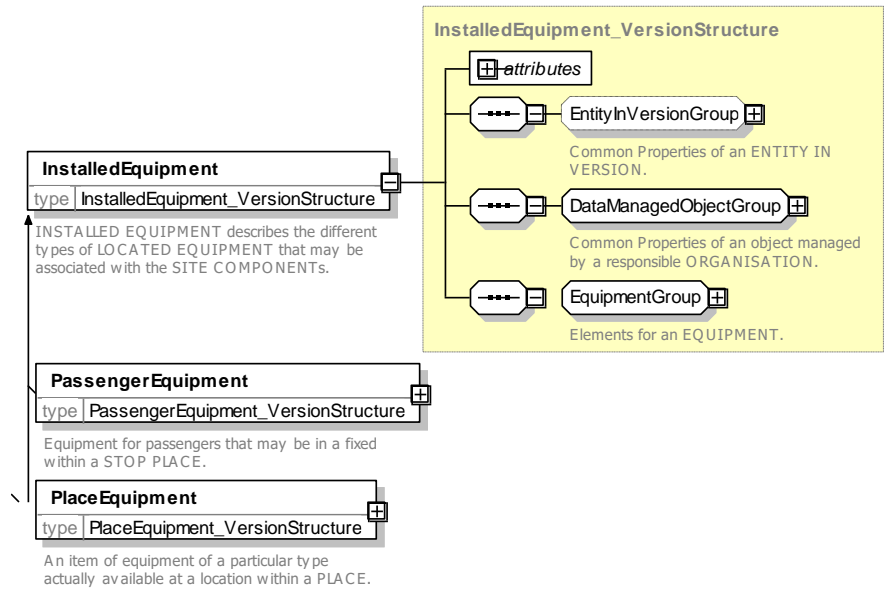 InstalledEquipment_VersionStructure
attributes
EntityInVersionGroup
Common Properties of an ENTITY IN
VERSION.
InstalledEquipment
type InstalledEquipment_VersionStructure
INSTALLED EQUIPMENT describes the different
types of LOCATED EQUIPMENT that may be
associated with the SITE COMPONENTs.
DataManagedObjectGroup
Common Properties of an object managed
by a responsible ORGANISATION.
EquipmentGroup
Elements for an EQUIPMENT.
PassengerEquipment
type PassengerEquipment_VersionStructure
Equipment for passengers that may be in a fixed
within a STOP PLACE.
PlaceEquipment
type PlaceEquipment_VersionStructure
An item of equipment of a particular type
actually available at a location within a PLACE.